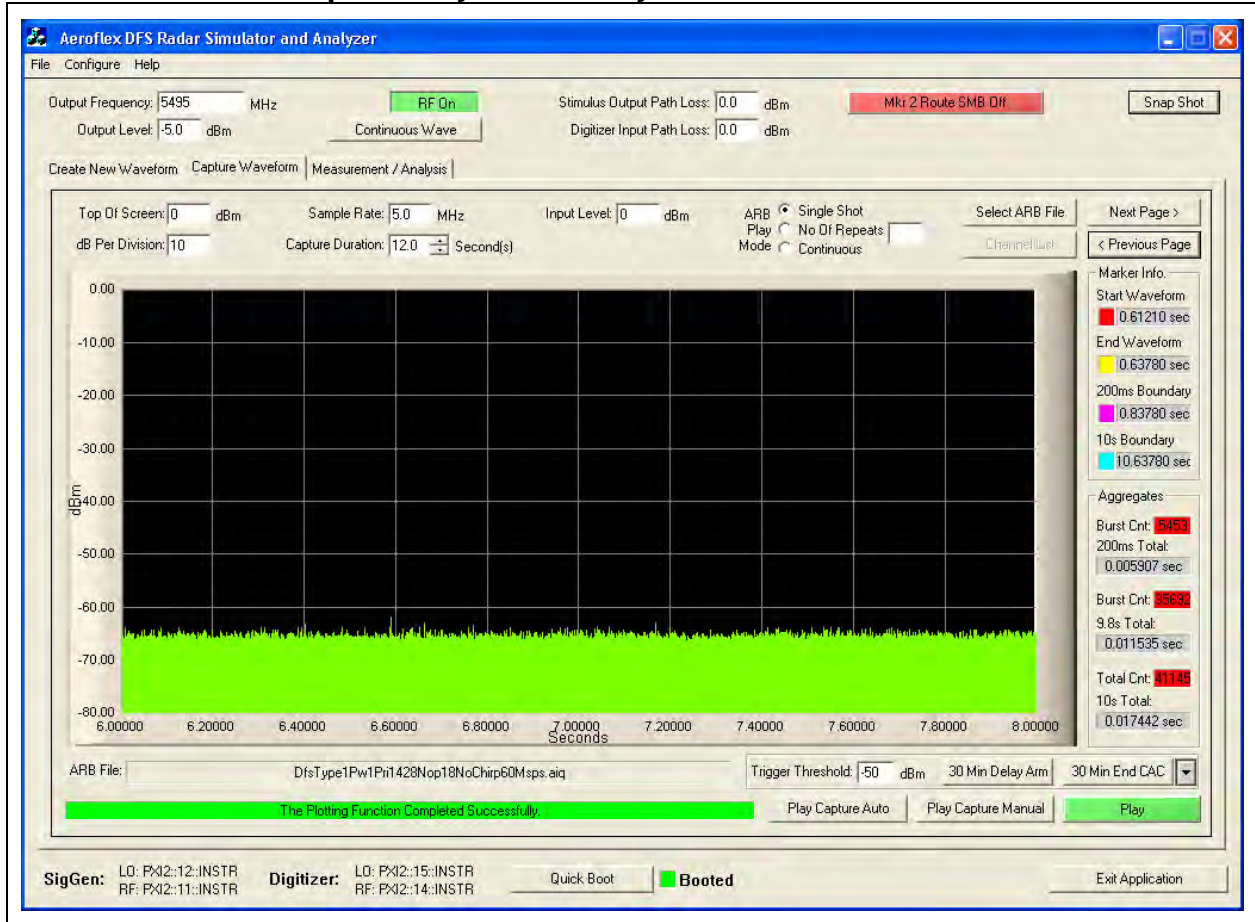 Aeroflex DFS Radar Simulator and Analyzer
File Configure Help
Output Frequency: 5495 MHz RF On Stimulus Output Path Loss: 0.0 dBm Mkr 2 Route SMB Off Snap Shot
Output Level: -5.0 dBm Continuous Wave Digitizer Input Path Loss: 0.0 dBm
Create New Waveform Capture Waveform Measurement / Analysis
Top Of Screen: 0 dBm Sample Rate: 5.0 MHz Input Level: 0 dBm ARB Play Mode Single Shot Select ARB File Next Page >
No Of Repeats
dB Per Division: 10 Capture Duration: 12.0 Second(s) Continuous Channel List < Previous Page
Marker Info.
Start Waveform
0.61210 sec
End Waveform
0.63780 sec
200ms Boundary
0.83780 sec
10s Boundary
10.63780 sec
Aggregates
Burst Cnt: 5453
200ms Total:
0.005907 sec
Burst Cnt: 35692
9.8s Total:
0.011535 sec
Total Cnt: 41145
10s Total:
0.017442 sec
0.00
-10.00
-20.00
-30.00
-40.00
-50.00
-60.00
-70.00
-80.00
dBm
6.00000 6.20000 6.40000 6.60000 6.80000 7.00000 7.20000 7.40000 7.60000 7.80000 8.00000
Seconds
ARB File: DfsType1Pw1Pri1428Nop18NoChirp60Msps.aiq Trigger Threshold: -50 dBm 30 Min Delay Arm 30 Min End CAC
The Plotting Function Completed Successfully. Play Capture Auto Play Capture Manual Play
SigGen: LO: PXI2::12::INSTR Digitizer: LO: PXI2::15::INSTR Quick Boot Booted Exit Application
RF: PXI2::11::INSTR RF: PXI2::14::INSTR